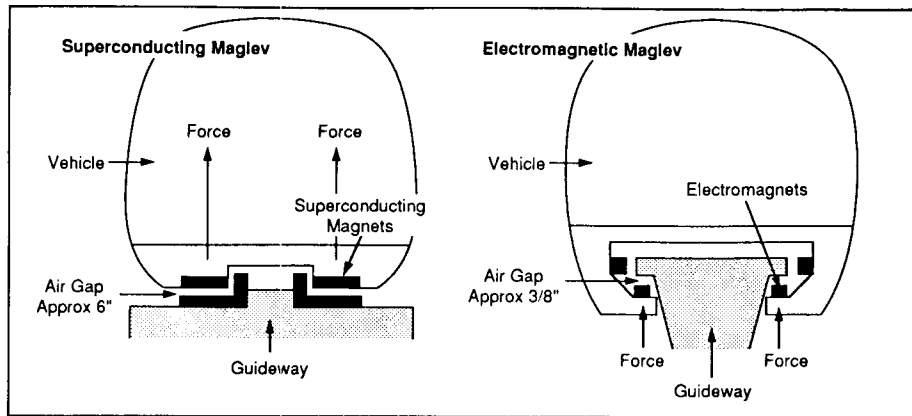 Superconducting Maglev
Force
Force
Vehicle
Superconducting
Magnets
Air Gap
Approx 6"
Guideway
Electromagnetic Maglev
Vehicle
Electromagnets
Air Gap
Approx 3/8"
Force
Force
Guideway